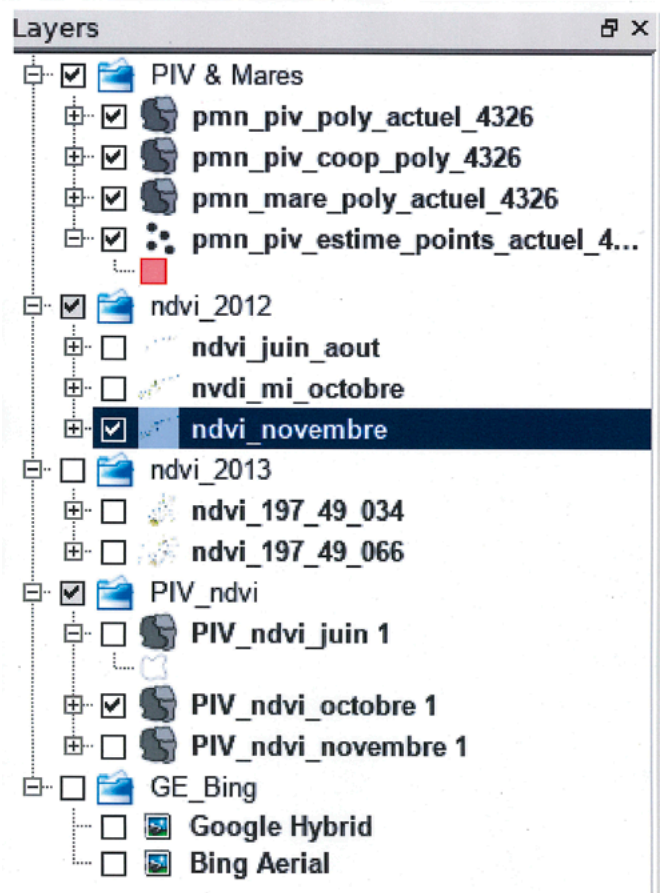 Layers
PIV & Mares
pmn_piv_poly_actuel_4326
pmn_piv_coop_poly_4326
pmn_mare_poly_actuel_4326
pmn_piv_estime_points_actuel_4...
ndvi_2012
ndvi_juin_aout
nvdi_mi_octobre
ndvi_novembre
ndvi_2013
ndvi_197_49_034
ndvi_197_49_066
PIV_ndvi
PIV_ndvi_juin 1
PIV_ndvi_octobre 1
PIV_ndvi_novembre 1
GE_Bing
Google Hybrid
Bing Aerial